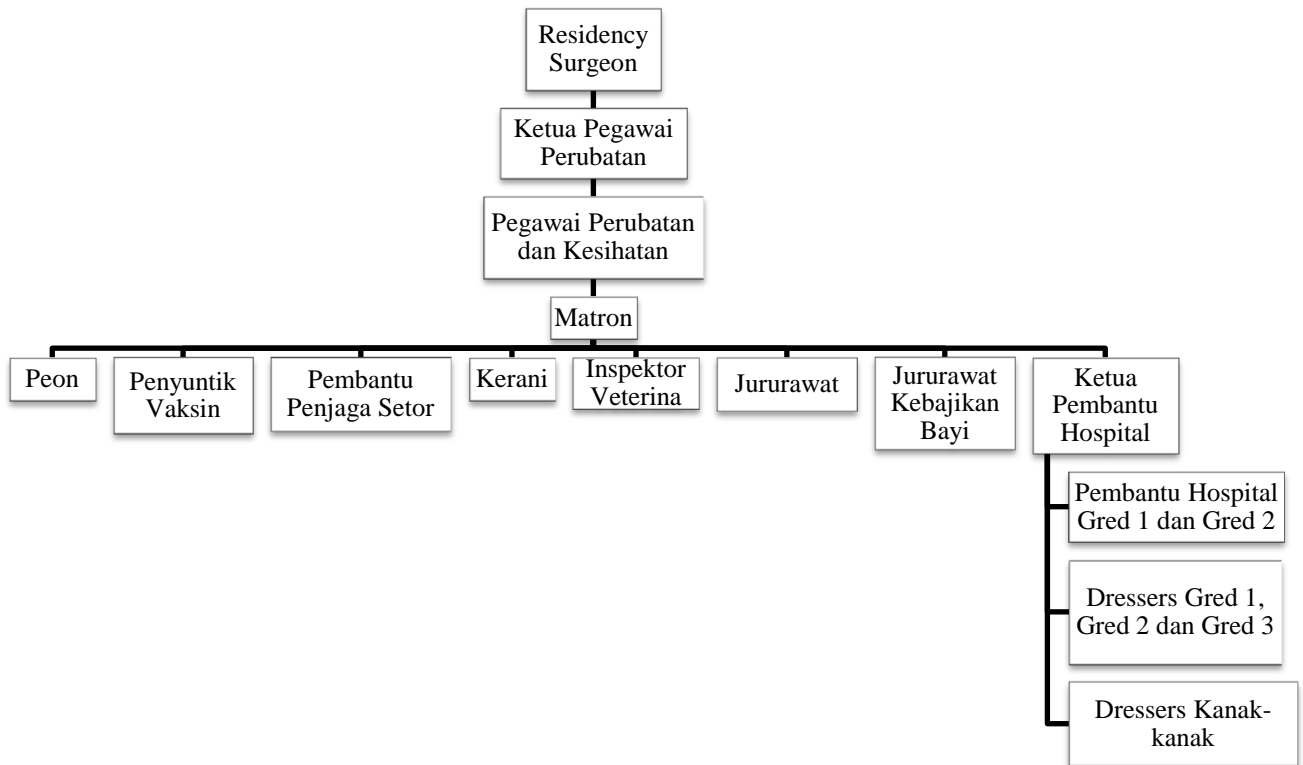 Residency
Surgeon
Ketua Pegawai
Perubatan
Pegawai Perubatan
dan Kesihatan
Matron
Peon
Penyuntik
Vaksin
Pembantu
Penjaga Setor
Kerani
Inspektor
Veterina
Jururawat
Jururawat
Kebajikan
Bayi
Ketua
Pembantu
Hospital
Pembantu Hospital
Gred 1 dan Gred 2
Dressers Gred 1,
Gred 2 dan Gred 3
Dressers Kanak-
kanak